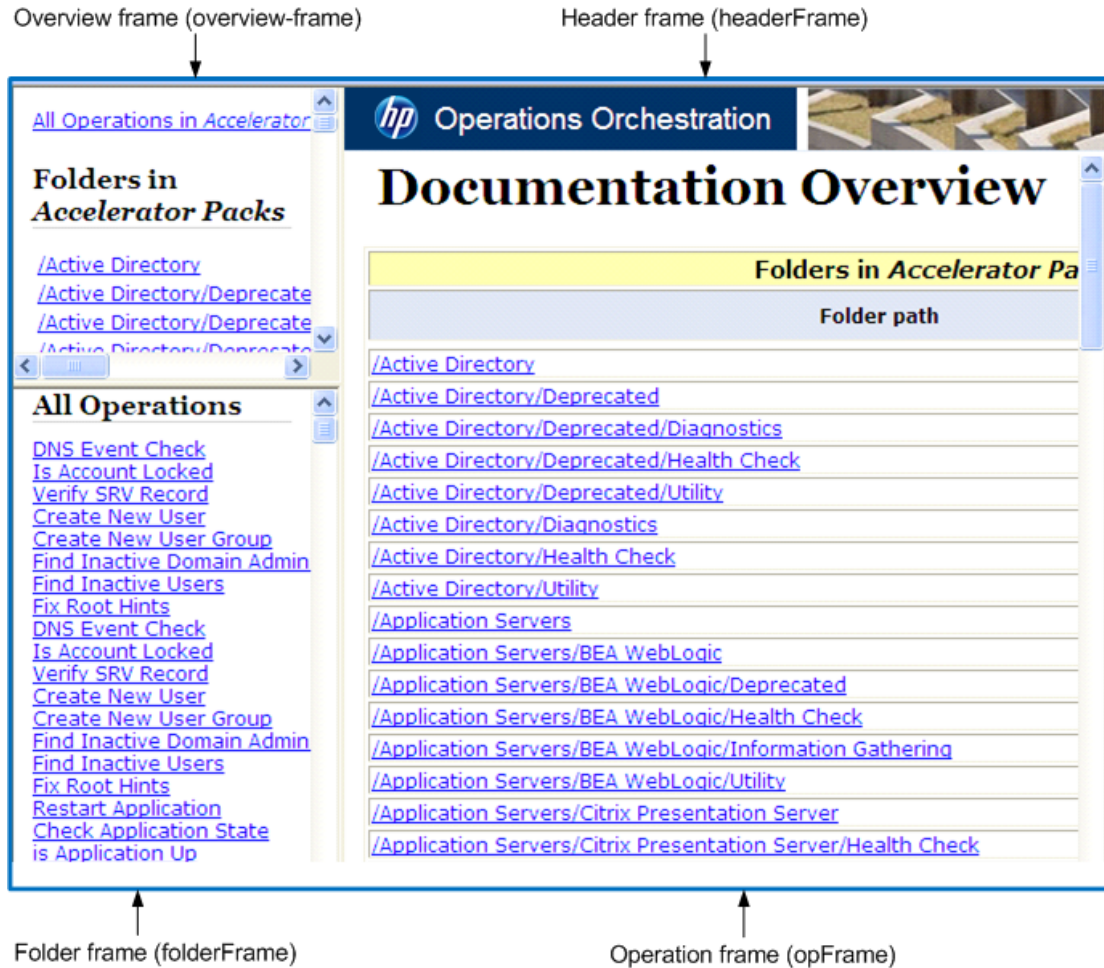 Overview frame (overview-frame)
Header frame (headerFrame)
All Operations in Accelerator
Folders in
Accelerator Packs
/Active Directory
/Active Directory/Deprecate
/Active Directory/Deprecate
/Active Directory/Deprecate
All Operations
DNS Event Check
Is Account Locked
Verify SRV Record
Create New User
Create New User Group
Find Inactive Domain Admin
Find Inactive Users
Fix Root Hints
DNS Event Check
Is Account Locked
Verify SRV Record
Create New User
Create New User Group
Find Inactive Domain Admin
Find Inactive Users
Fix Root Hints
Restart Application
Check Application State
is Application Up
hp Operations Orchestration
Documentation Overview
Folders in Accelerator Pa
Folder path
/Active Directory
/Active Directory/Deprecated
/Active Directory/Deprecated/Diagnostics
/Active Directory/Deprecated/Health Check
/Active Directory/Deprecated/Utility
/Active Directory/Diagnostics
/Active Directory/Health Check
/Active Directory/Utility
/Application Servers
/Application Servers/BEA WebLogic
/Application Servers/BEA WebLogic/Deprecated
/Application Servers/BEA WebLogic/Health Check
/Application Servers/BEA WebLogic/Information Gathering
/Application Servers/BEA WebLogic/Utility
/Application Servers/Citrix Presentation Server
/Application Servers/Citrix Presentation Server/Health Check
Folder frame (folderFrame)
Operation frame (opFrame)